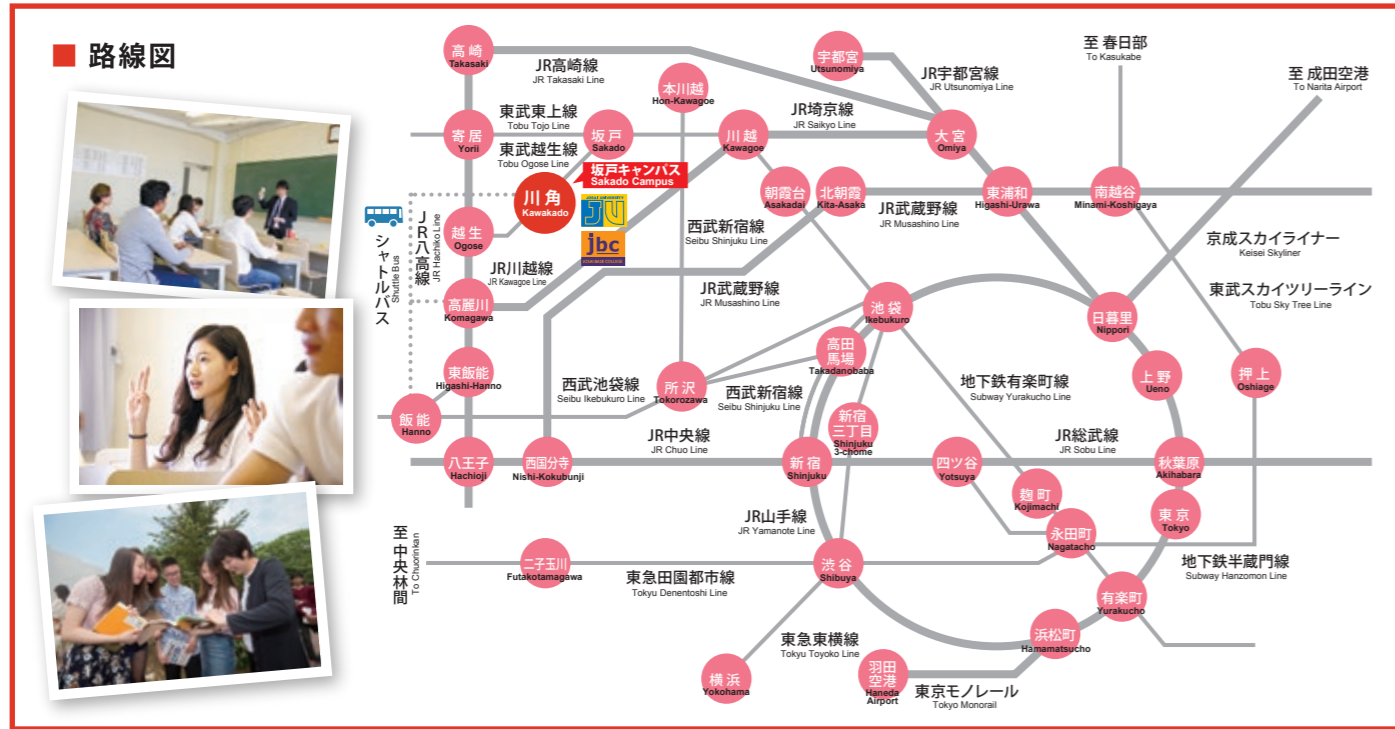 路線図
高崎
Takasaki
JR高崎線
JR Takasaki Line
宇都宮
Utsunomiya
JR宇都宮線
JR Utsunomiya Line
至 春日部
To Kasukabe
至 成田空港
To Narita Airport
本川越
Hon-Kawagoe
東武東上線
Tobu Tojo Line
JR埼京線
JR Saikyo Line
寄居
Yorii
坂戸
Sakado
川越
Kawagoe
大宮
Omiya
東武越生線
Tobu Ogose Line
坂戸キャンパス
Sakado Campus
川角
Kawakado
JOSAI UNIVERSITY
JU
jbc
朝霞台
Asakadai
北朝霞
Kita-Asaka
JR武蔵野線
JR Musashino Line
東浦和
Higashi-Urawa
南越谷
Minami-Koshigaya
シャトルバス
Shuttle Bus
JR八高線
JR Hachiko Line
越生
Ogose
西武新宿線
Seibu Shinjuku Line
京成スカイライナー
Keisei Skyliner
JR川越線
JR Kawagoe Line
JR武蔵野線
JR Musashino Line
東武スカイツリーライン
Tobu Sky Tree Line
高麗川
Komagawa
池袋
Ikebukuro
日暮里
Nippori
高田
馬場
Takadanobaba
東飯能
Higashi-Hanno
西武池袋線
Seibu Ikebukuro Line
所沢
Tokorozawa
西武新宿線
Seibu Shinjuku Line
地下鉄有楽町線
Subway Yurakucho Line
上野
Ueno
押上
Oshiage
飯能
Hanno
新宿
三丁目
Shinjuku
3-chome
JR中央線
JR Chuo Line
JR総武線
JR Sobu Line
八王子
Hachioji
西国分寺
Nishi-Kokubunji
新宿
Shinjuku
四ツ谷
Yotsuya
秋葉原
Akihabara
麹町
Kojimachi
JR山手線
JR Yamanote Line
東京
Tokyo
永田町
Nagatacho
至 中央林間
To Chuorinkan
二子玉川
Futakotamagawa
東急田園都市線
Tokyu Denentoshi Line
渋谷
Shibuya
地下鉄半蔵門線
Subway Hanzomon Line
有楽町
Yurakucho
東急東横線
Tokyu Toyoko Line
浜松町
Hamamatsucho
横浜
Yokohama
羽田
空港
Haneda
Airport
東京モノレール
Tokyo Monorail